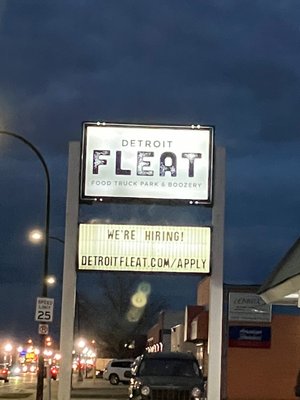 DETROIT
FLEAT
FOOD TRUCK PARK & BOOZERY
WE'RE HIRING!
DETROITFLEAT.COM/APPLY
SPEED
LIMIT
25